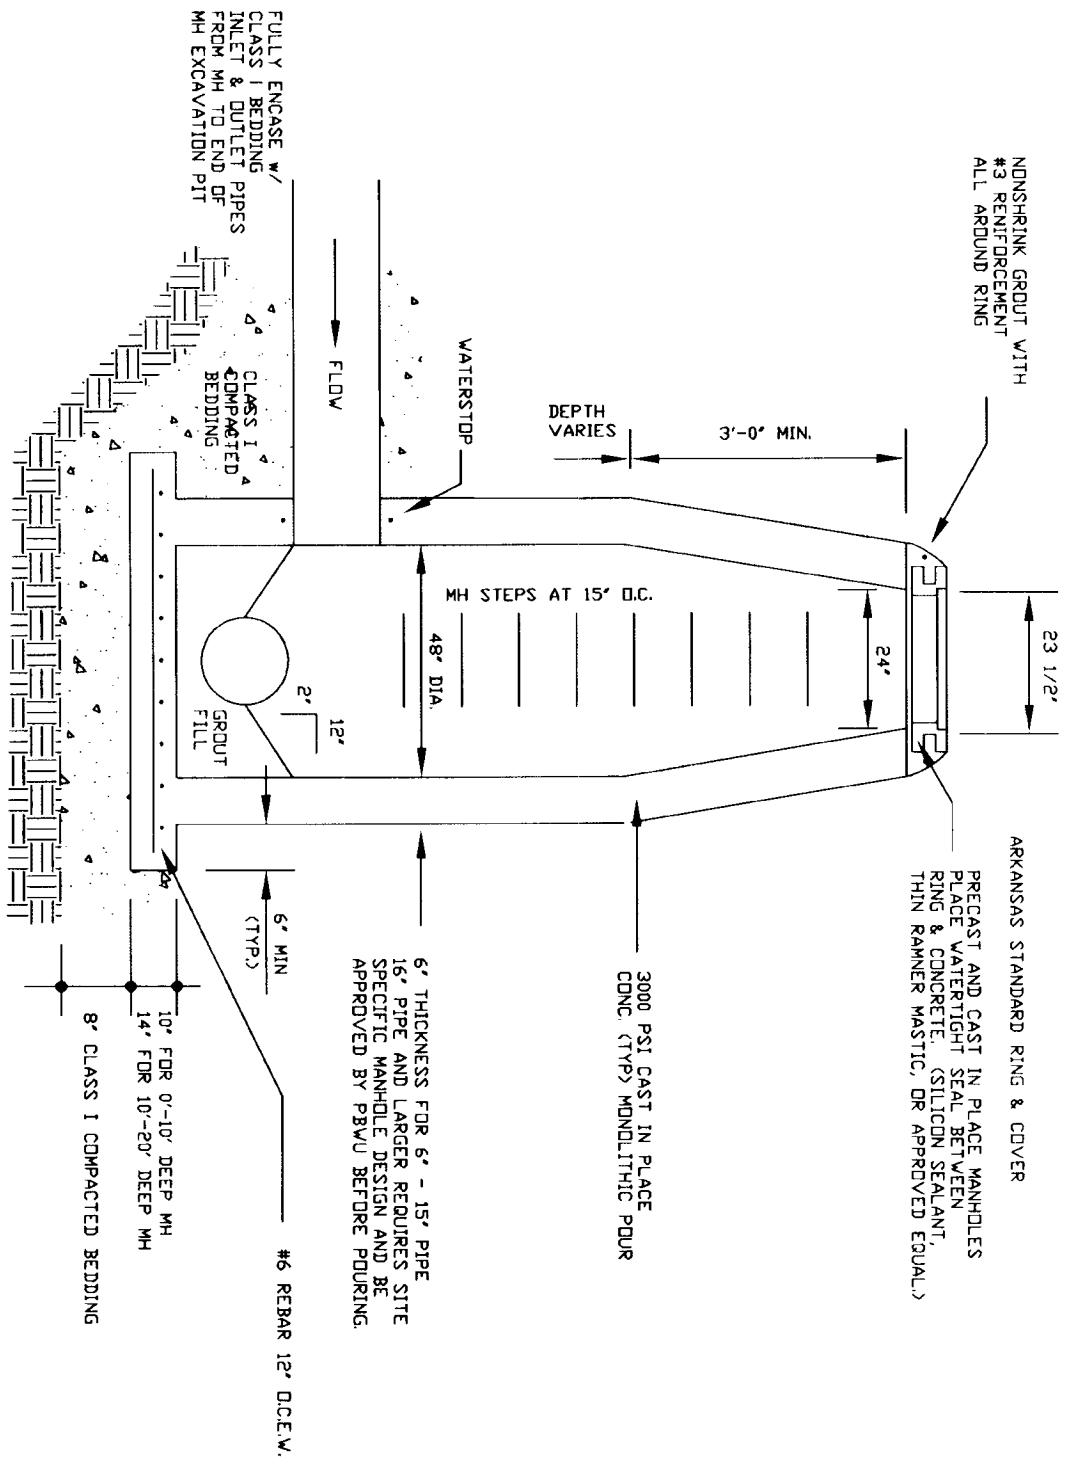 NONSHRINK GROUT WITH
#3 RENIFORCEMENT
ALL AROUND RING
23 1/2"
ARKANSAS STANDARD RING & COVER
PRECAST AND CAST IN PLACE MANHOLES
PLACE WATERTIGHT SEAL BETWEEN
RING & CONCRETE. (SILICON SEALANT,
THIN RAMNER MASTIC, OR APPROVED EQUAL.)
3'-0" MIN.
DEPTH
VARIES
24"
MH STEPS AT 15" O.C.
3000 PSI CAST IN PLACE
CONC. (TYP) MONOLITHIC POUR
WATERSTOP
48" DIA.
6" THICKNESS FOR 6" - 15" PIPE
16" PIPE AND LARGER REQUIRES SITE
SPECIFIC MANHOLE DESIGN AND BE
APPROVED BY PBWU BEFORE POURING.
FLOW
12"
2"
GROUT
FILL
6" MIN
(TYP.)
#6 REBAR 12" O.C.E.W.
FULLY ENCASE w/
CLASS I BEDDING
INLET & OUTLET PIPES
FROM MH TO END OF
MH EXCAVATION PIT
CLASS I
COMPACTED
BEDDING
10" FOR 0'-10' DEEP MH
14" FOR 10'-20' DEEP MH
8" CLASS I COMPACTED BEDDING